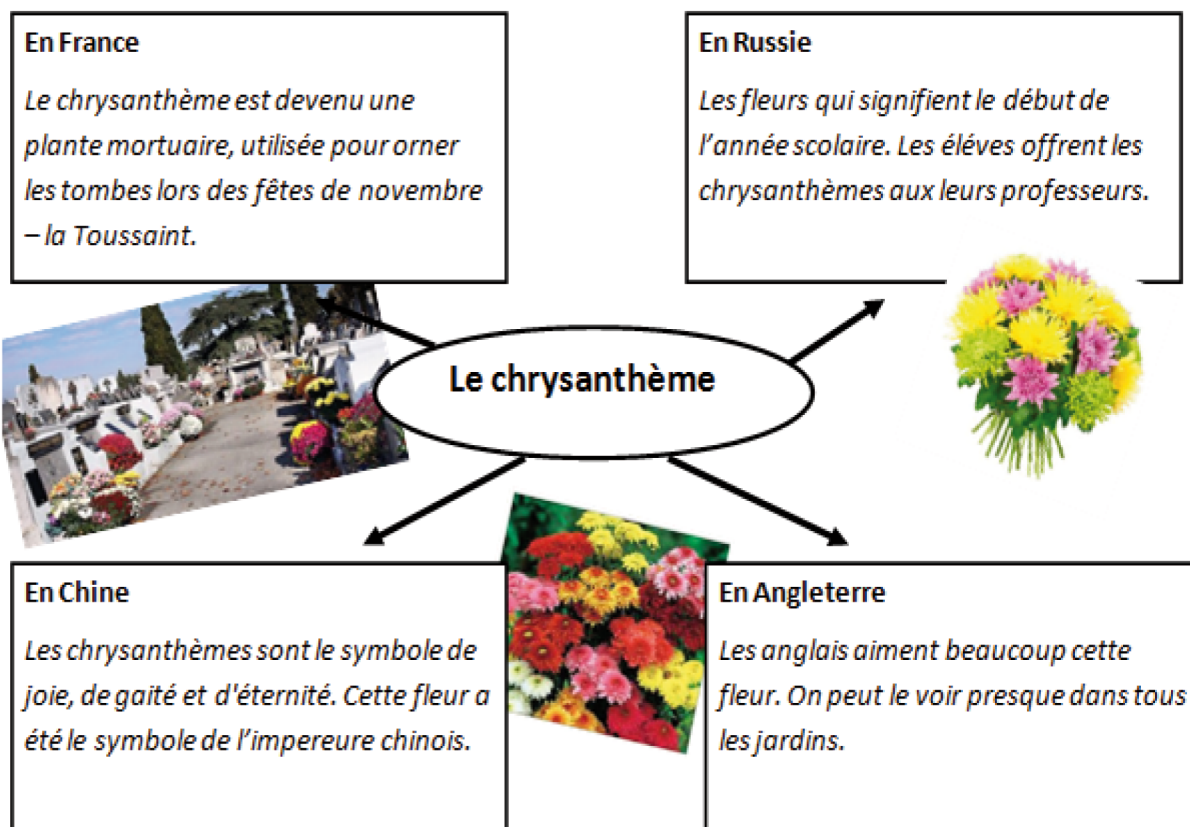 En France
Le chrysanthème est devenu une
plante mortuaire, utilisée pour orner
les tombes lors des fêtes de novembre
– la Toussaint.
En Russie
Les fleurs qui signifient le début de
l'année scolaire. Les éléves offrent les
chrysanthèmes aux leurs professeurs.
Le chrysanthème
En Chine
Les chrysanthèmes sont le symbole de
joie, de gaité et d'éternité. Cette fleur a
été le symbole de l'impereure chinois.
En Angleterre
Les anglais aiment beaucoup cette
fleur. On peut le voir presque dans tous
les jardins.